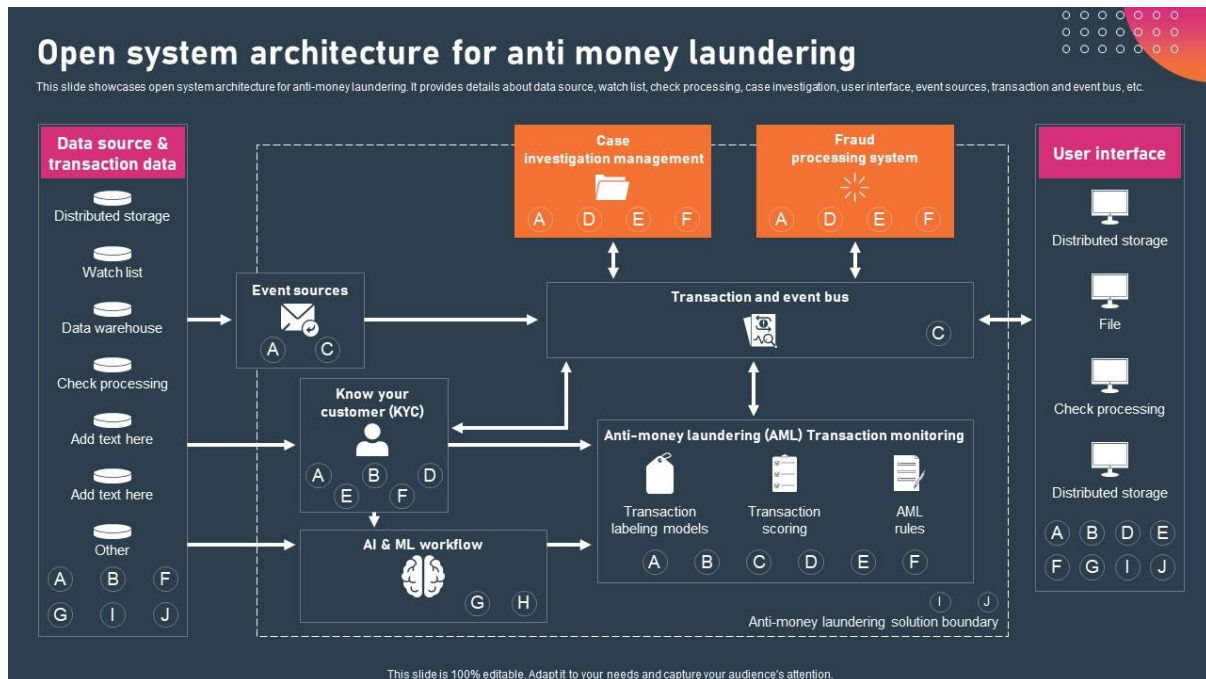 Open system architecture for anti money laundering
This slide showcases open system architecture for anti-money laundering. It provides details about data source, watch list, check processing, case investigation, user interface, event sources, transaction and event bus, etc.
Data source &
transaction data
Distributed storage
Watch list
Data warehouse
Check processing
Add text here
Add text here
Other
A B F
G I J
Event sources
A C
Know your
customer (KYC)
A B D
E F
AI & ML workflow
G H
Case
investigation management
A D E F
Fraud
processing system
A D E F
Transaction and event bus
C
Anti-money laundering (AML) Transaction monitoring
Transaction
labeling models
Transaction
scoring
AML
rules
A B C D E F
I J
Anti-money laundering solution boundary
User interface
Distributed storage
File
Check processing
Distributed storage
A B D E
F G I J
This slide is 100% editable. Adapt it to your needs and capture your audience's attention.